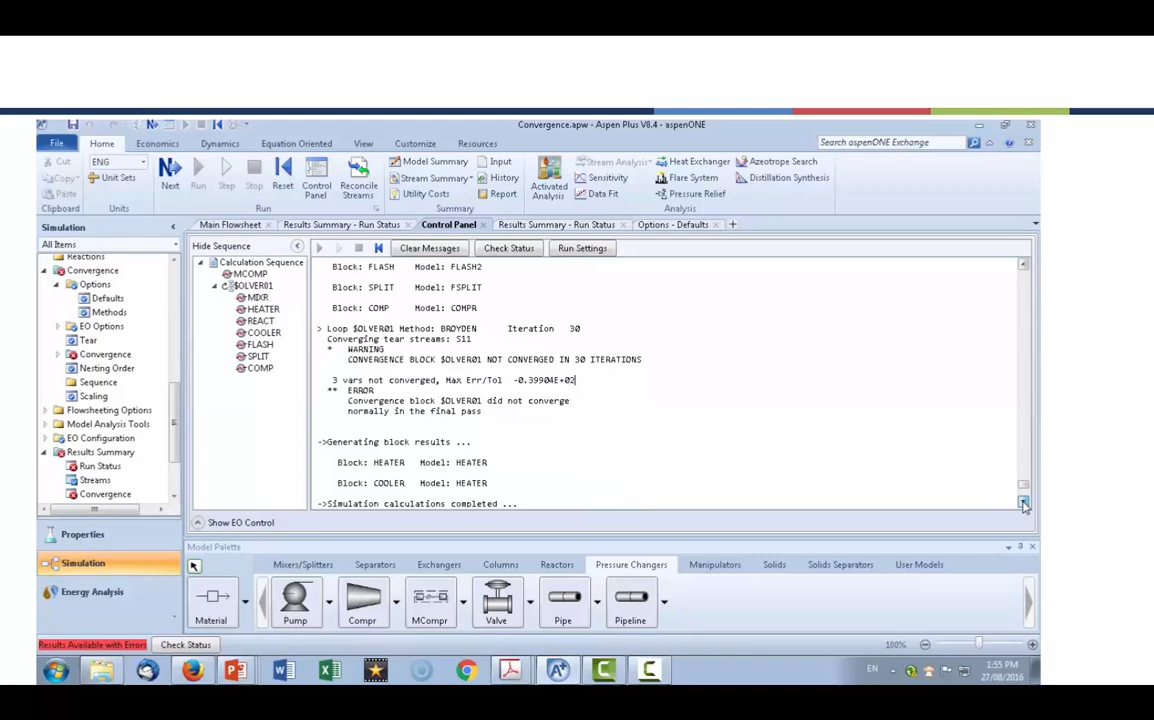 Convergence.apw - Aspen Plus V8.4 - aspenONE
File Home Economics Dynamics Equation Oriented View Customize Resources Search aspenONE Exchange
Cut ENG Model Summary Input Stream Analysis Heat Exchanger Azeotrope Search
Copy Unit Sets Next Run Step Stop Reset Control Panel Reconcile Streams Stream Summary History Activated Analysis Sensitivity Flare System Distillation Synthesis
Paste Utility Costs Report Data Fit Pressure Relief
Clipboard Units Run Summary Analysis
Simulation Main Flowsheet Results Summary - Run Status Control Panel Results Summary - Run Status Options - Defaults
All Items Hide Sequence Clear Messages Check Status Run Settings
Reactions
Convergence
Options
Defaults
Methods
EO Options
Tear
Convergence
Nesting Order
Sequence
Scaling
Flowsheeting Options
Model Analysis Tools
EO Configuration
Results Summary
Run Status
Streams
Convergence
Calculation Sequence
MCOMP
$OLVER01
MIXR
HEATER
REACT
COOLER
FLASH
SPLIT
COMP
Block: FLASH Model: FLASH2
Block: SPLIT Model: FSPLIT
Block: COMP Model: COMPR
> Loop $OLVER01 Method: BROYDEN Iteration 30
Converging tear streams: S11
* WARNING
CONVERGENCE BLOCK $OLVER01 NOT CONVERGED IN 30 ITERATIONS
3 vars not converged, Max Err/Tol -0.39904E+02
** ERROR
Convergence block $OLVER01 did not converge
normally in the final pass
->Generating block results ...
Block: HEATER Model: HEATER
Block: COOLER Model: HEATER
->Simulation calculations completed ...
Show EO Control
Properties
Simulation
Energy Analysis
Model Palette
Mixers/Splitters Separators Exchangers Columns Reactors Pressure Changers Manipulators Solids Solids Separators User Models
Material Pump Compr MCompr Valve Pipe Pipeline
Results Available with Errors Check Status 100%
EN 1:55 PM
27/08/2016